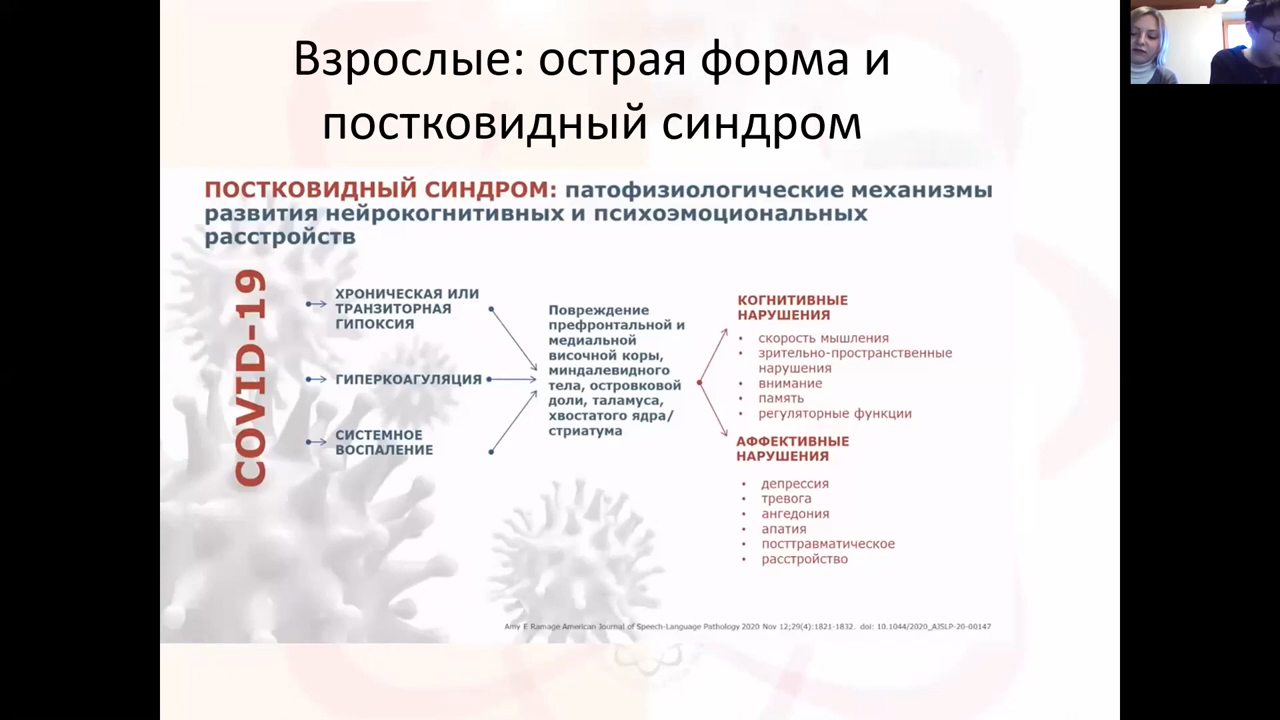 Взрослые: острая форма и
постковидный синдром
ПОСТКОВИДНЫЙ СИНДРОМ: патофизиологические механизмы
развития нейрокогнитивных и психоэмоциональных
расстройств
COVID-19
ХРОНИЧЕСКАЯ ИЛИ
ТРАНЗИТОРНАЯ
ГИПОКСИЯ
ГИПЕРКОАГУЛЯЦИЯ
СИСТЕМНОЕ
ВОСПАЛЕНИЕ
Повреждение
префронтальной и
медиальной
височной коры,
миндалевидного
тела, островковой
доли, таламуса,
хвостатого ядра/
стриатума
КОГНИТИВНЫЕ
НАРУШЕНИЯ
• скорость мышления
• зрительно-пространственные
нарушения
• внимание
• память
• регуляторные функции
АФФЕКТИВНЫЕ
НАРУШЕНИЯ
• депрессия
• тревога
• ангедония
• апатия
• посттравматическое
• расстройство
Amy E Ramage American Journal of Speech-Language Pathology 2020 Nov 12;29(4):1821-1832. doi: 10.1044/2020_AJSLP-20-00147